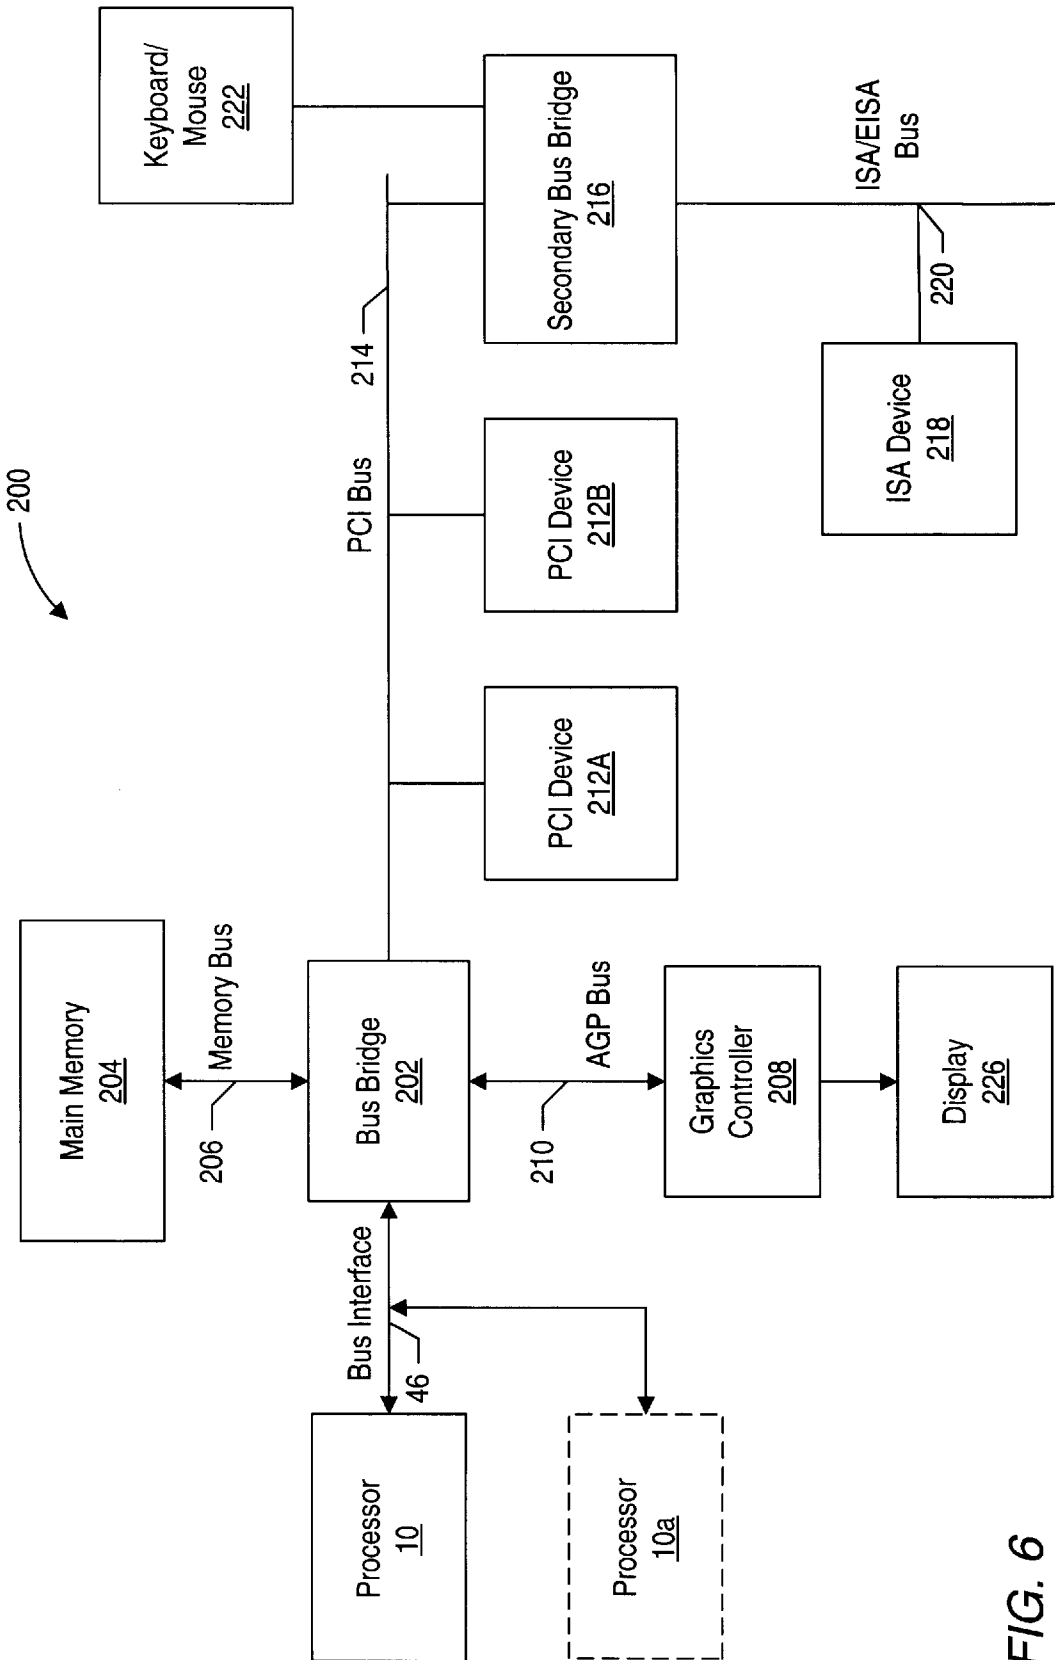 200
Main Memory
204
206
Memory Bus
Keyboard/
Mouse
222
Processor
10
Bus Interface
46
Bus Bridge
202
PCI Bus
214
Processor
10a
210
AGP Bus
PCI Device
212A
PCI Device
212B
Secondary Bus Bridge
216
Graphics
Controller
208
Display
226
ISA Device
218
220
ISA/EISA
Bus
FIG. 6